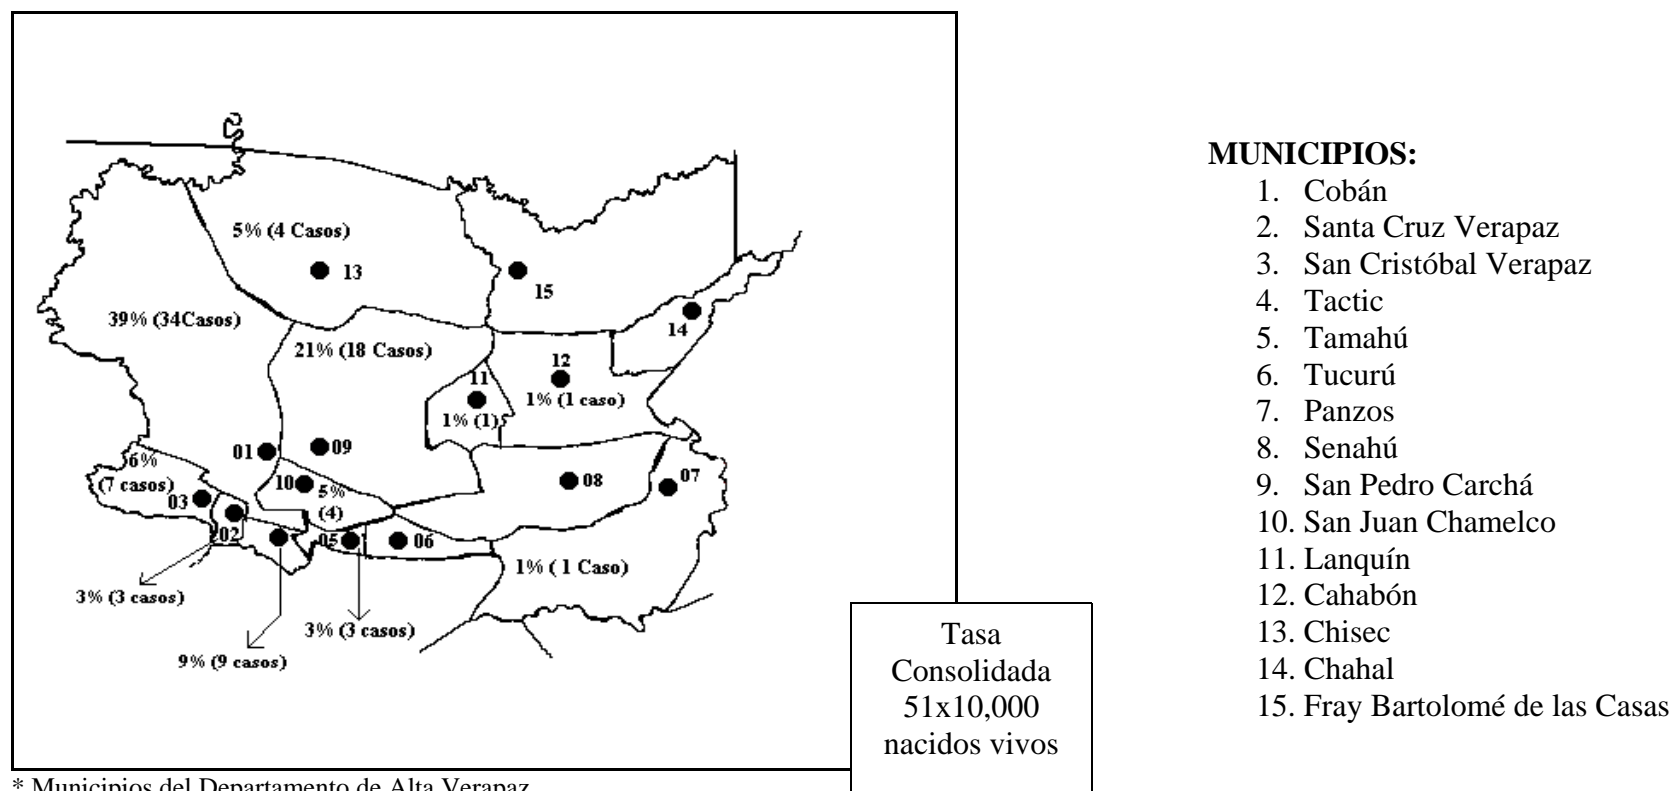 5% (4 Casos)
13
15
39% (34Casos)
14
21% (18 Casos)
12
11
1% (1 caso)
1% (1)
01
09
6%
(7 casos)
03
10
5%
(4)
08
07
02
05
06
1% ( 1 Caso)
3% (3 casos)
3% (3 casos)
9% (9 casos)
Tasa
Consolidada
51x10,000
nacidos vivos
MUNICIPIOS:
1. Cobán
2. Santa Cruz Verapaz
3. San Cristóbal Verapaz
4. Tactic
5. Tamahú
6. Tucurú
7. Panzos
8. Senahú
9. San Pedro Carchá
10. San Juan Chamelco
11. Lanquín
12. Cahabón
13. Chisec
14. Chahal
15. Fray Bartolomé de las Casas
* Municipios del Departamento de Alta Verapaz